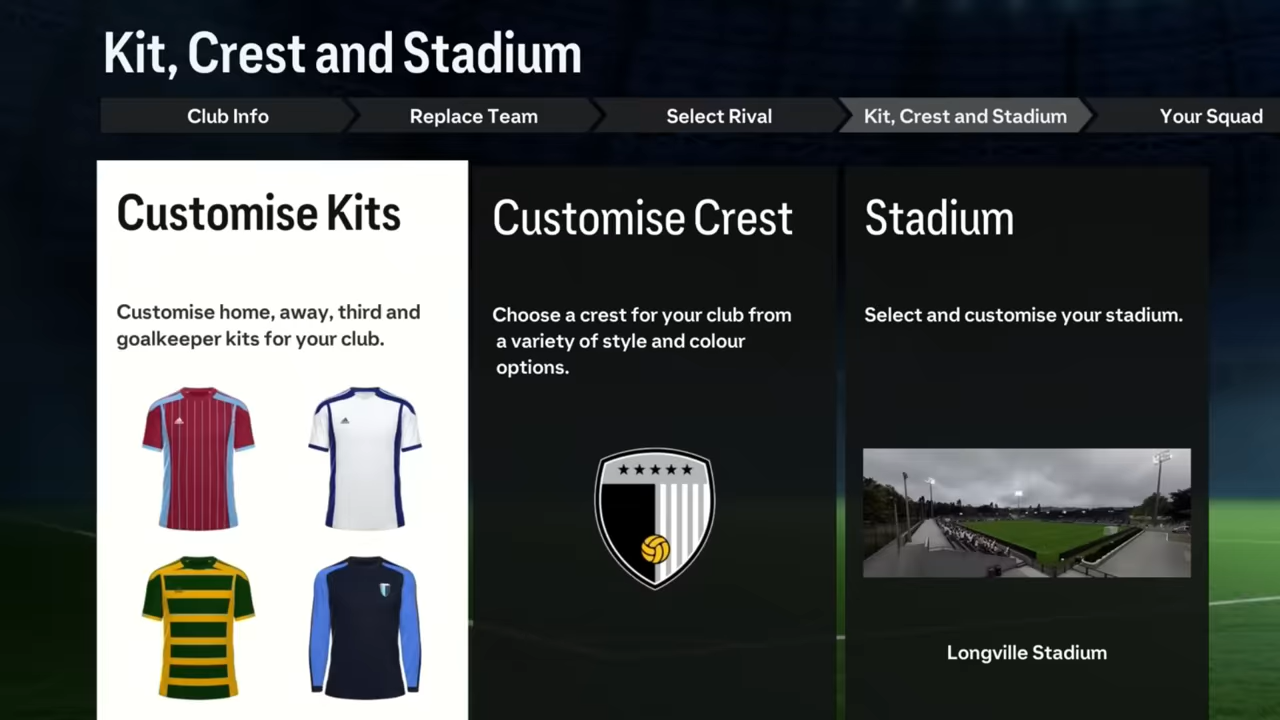 Kit, Crest and Stadium
Club Info
Replace Team
Select Rival
Kit, Crest and Stadium
Your Squad
Customise Kits
Customise home, away, third and
goalkeeper kits for your club.
Customise Crest
Choose a crest for your club from
a variety of style and colour
options.
Stadium
Select and customise your stadium.
Longville Stadium